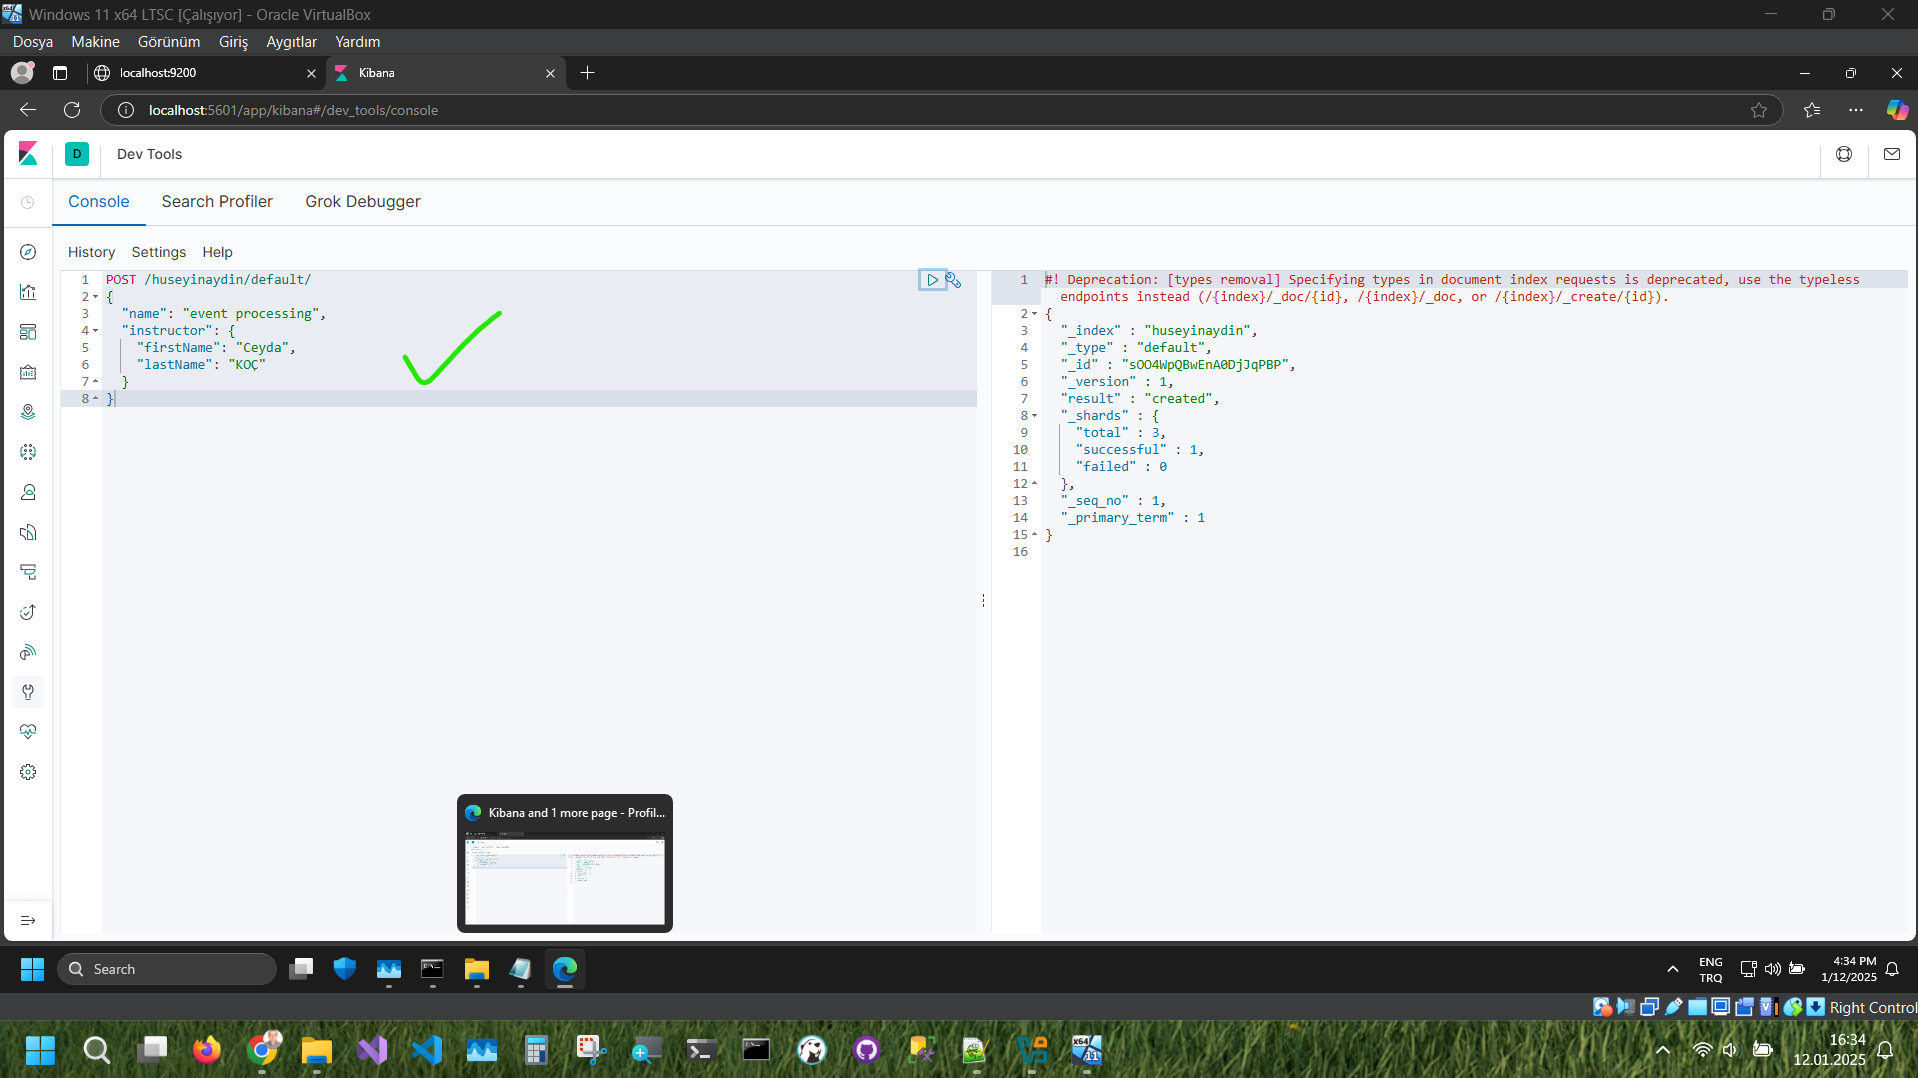 Windows 11 x64 LTSC [Çalışıyor] - Oracle VirtualBox
Dosya Makine Görünüm Giriş Aygıtlar Yardım
localhost:9200 Kibana
localhost:5601/app/kibana#/dev_tools/console
D Dev Tools
Console Search Profiler Grok Debugger
History Settings Help
1 POST /huseyinaydin/default/
2 {
3 "name": "event processing",
4 "instructor": {
5 "firstName": "Ceyda",
6 "lastName": "KOÇ"
7 }
8 }
1 #! Deprecation: [types removal] Specifying types in document index requests is deprecated, use the typeless
endpoints instead (/{index}/_doc/{id}, /{index}/_doc, or /{index}/_create/{id}).
2 {
3 "_index" : "huseyinaydin",
4 "_type" : "default",
5 "_id" : "sOO4WpQBwEnA0DjJqPBP",
6 "_version" : 1,
7 "result" : "created",
8 "_shards" : {
9 "total" : 3,
10 "successful" : 1,
11 "failed" : 0
12 },
13 "_seq_no" : 1,
14 "_primary_term" : 1
15 }
16
Kibana and 1 more page - Profil...
Search
ENG
TRQ
4:34 PM
1/12/2025
Right Control
x64
11
16:34
12.01.2025